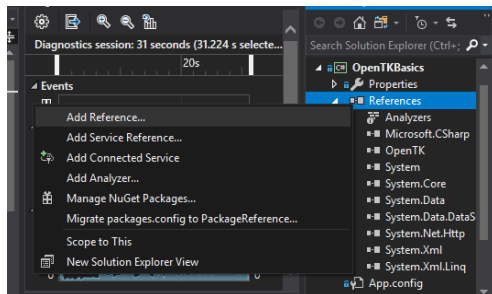 Diagnostics session: 31 seconds (31.224 s selecte...
20s
Events
Add Reference...
Add Service Reference...
Add Connected Service
Add Analyzer...
Manage NuGet Packages...
Migrate packages.config to PackageReference...
Scope to This
New Solution Explorer View
0
0
Search Solution Explorer (Ctrl+;
OpenTKBasics
Properties
References
Analyzers
Microsoft.CSharp
OpenTK
System
System.Core
System.Data
System.Data.DataS
System.Net.Http
System.Xml
System.Xml.Linq
App.config